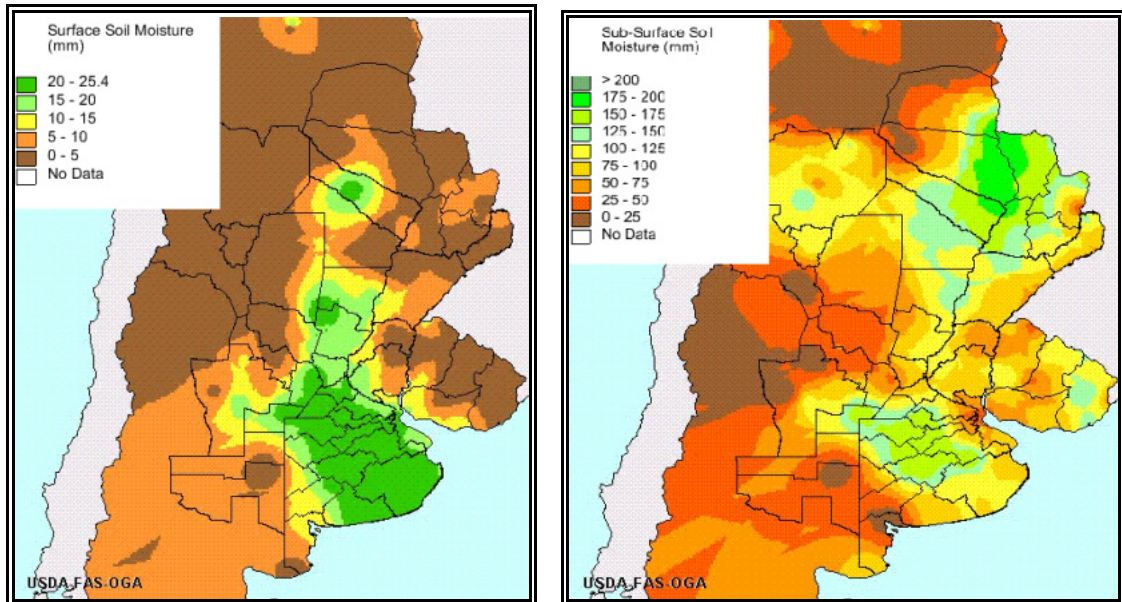 Surface Soil Moisture
(mm)
20 - 25.4
15 - 20
10 - 15
5 - 10
0 - 5
No Data
USDA FAS-OGA
Sub-Surface Soil
Moisture (mm)
> 200
175 - 200
150 - 175
125 - 150
100 - 125
75 - 100
50 - 75
25 - 50
0 - 25
No Data
USDA FAS-OGA